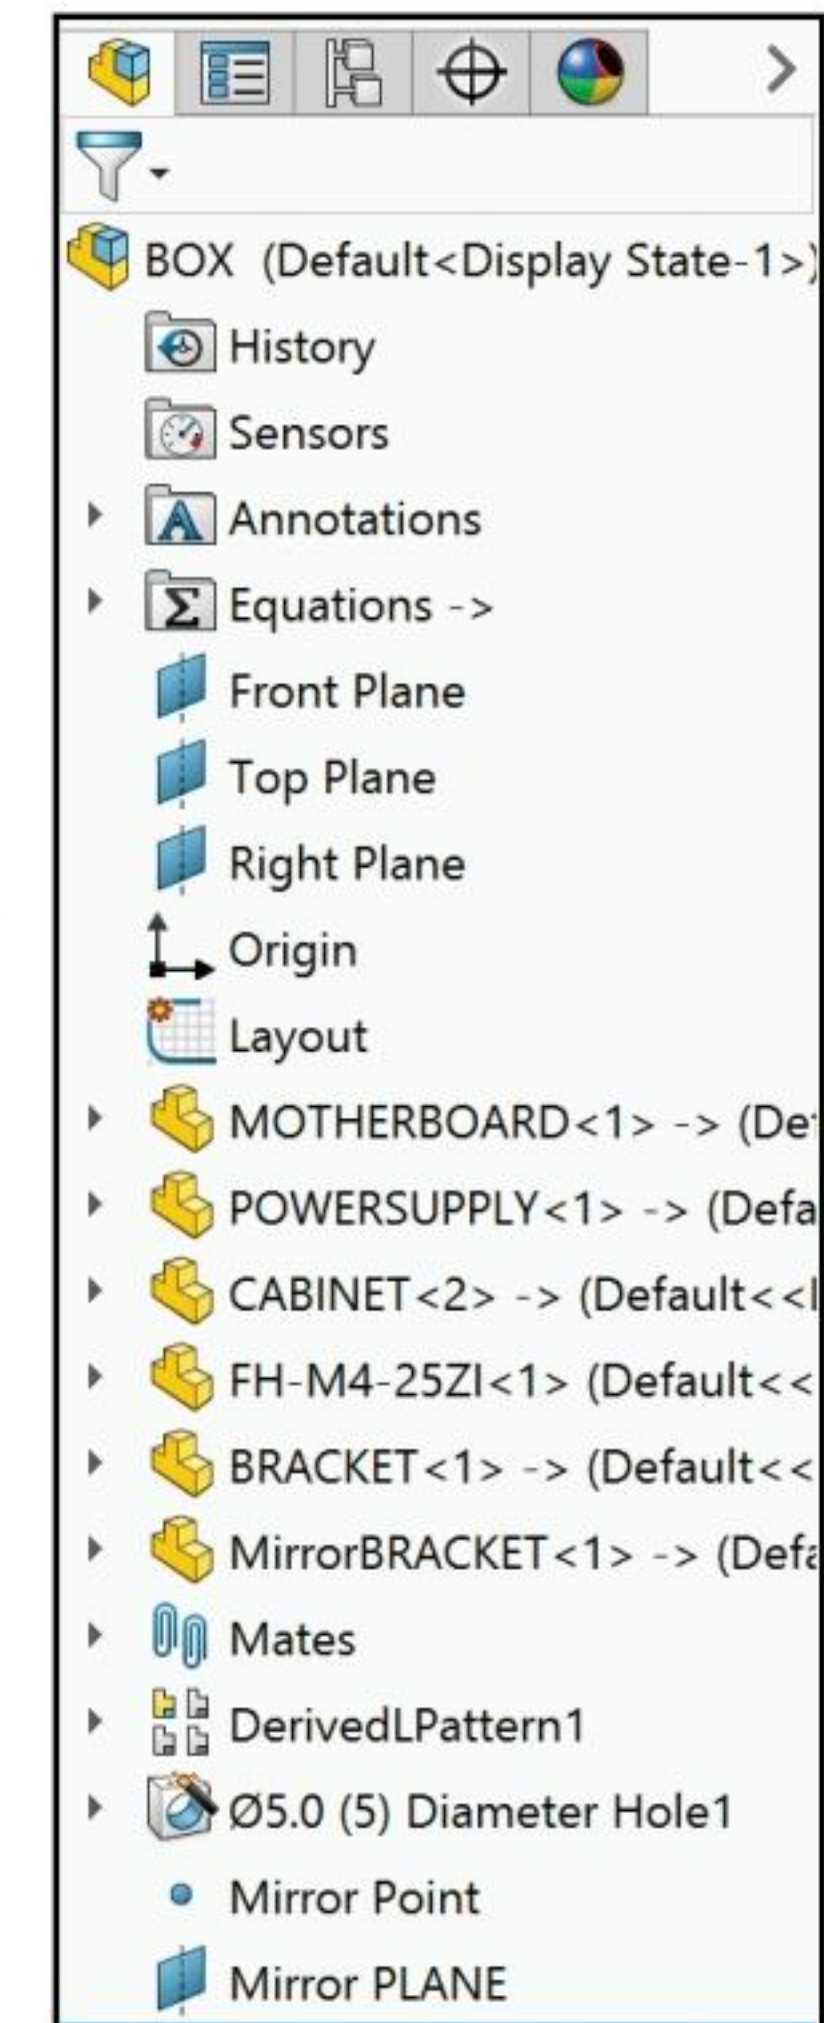 BOX (Default<Display State-1>)
History
Sensors
Annotations
Equations ->
Front Plane
Top Plane
Right Plane
Origin
Layout
MOTHERBOARD<1> -> (De
POWERSUPPLY<1> -> (Defa
CABINET<2> -> (Default<<
FH-M4-25ZI<1> (Default<<
BRACKET<1> -> (Default<<
MirrorBRACKET<1> -> (Defa
Mates
DerivedLPattern1
Ø5.0 (5) Diameter Hole1
Mirror Point
Mirror PLANE